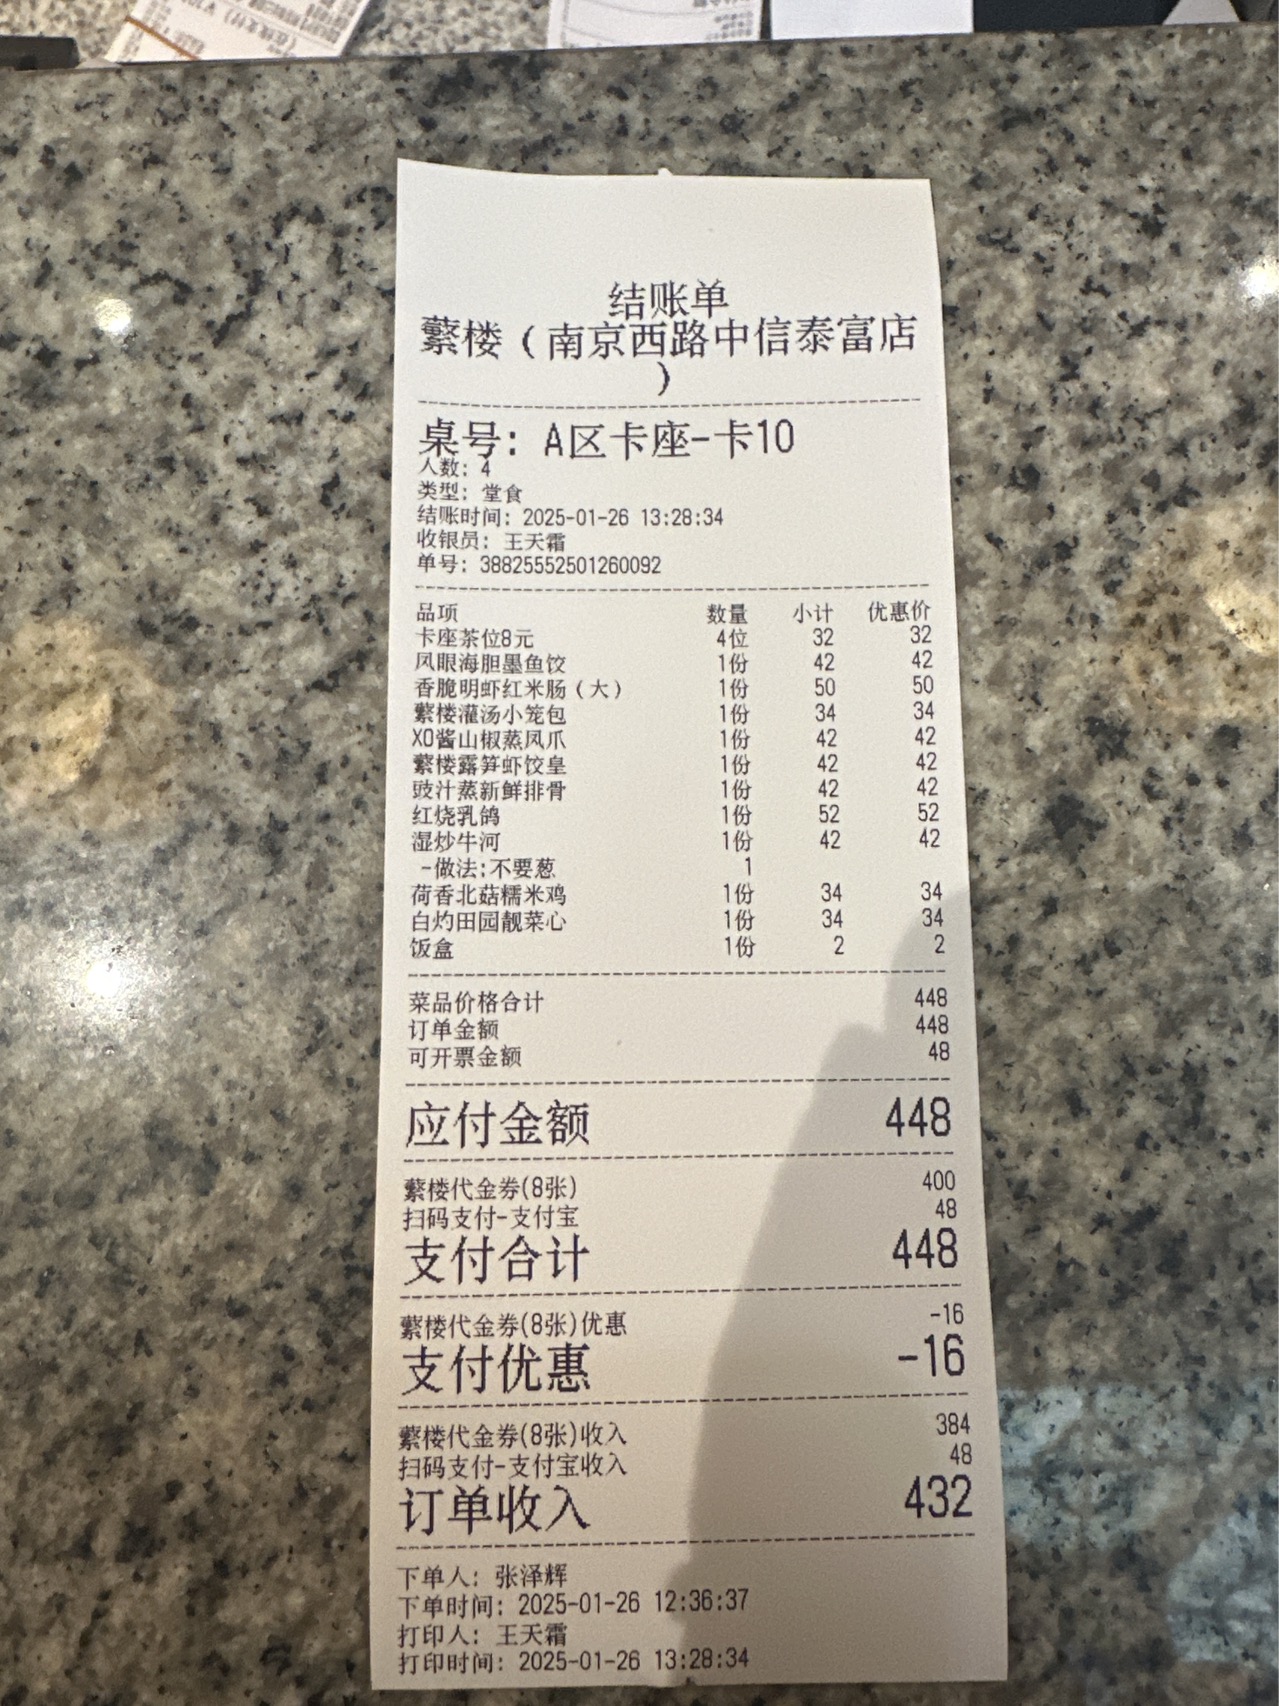 结账单
蘩楼（南京西路中信泰富店
）
桌号: A区卡座-卡10
人数: 4
类型: 堂食
结账时间: 2025-01-26 13:28:34
收银员: 王天霜
单号: 38825552501260092
品项 数量 小计 优惠价
卡座茶位8元 4位 32 32
凤眼海胆墨鱼饺 1份 42 42
香脆明虾红米肠（大） 1份 50 50
蘩楼灌汤小笼包 1份 34 34
XO酱山椒蒸凤爪 1份 42 42
蘩楼露笋虾饺皇 1份 42 42
豉汁蒸新鲜排骨 1份 42 42
红烧乳鸽 1份 52 52
湿炒牛河 1份 42 42
-做法:不要葱 1
荷香北菇糯米鸡 1份 34 34
白灼田园靓菜心 1份 34 34
饭盒 1份 2 2
菜品价格合计 448
订单金额 448
可开票金额 48
应付金额 448
蘩楼代金券(8张) 400
扫码支付-支付宝 48
支付合计 448
蘩楼代金券(8张)优惠 -16
支付优惠 -16
蘩楼代金券(8张)收入 384
扫码支付-支付宝收入 48
订单收入 432
下单人: 张泽辉
下单时间: 2025-01-26 12:36:37
打印人: 王天霜
打印时间: 2025-01-26 13:28:34